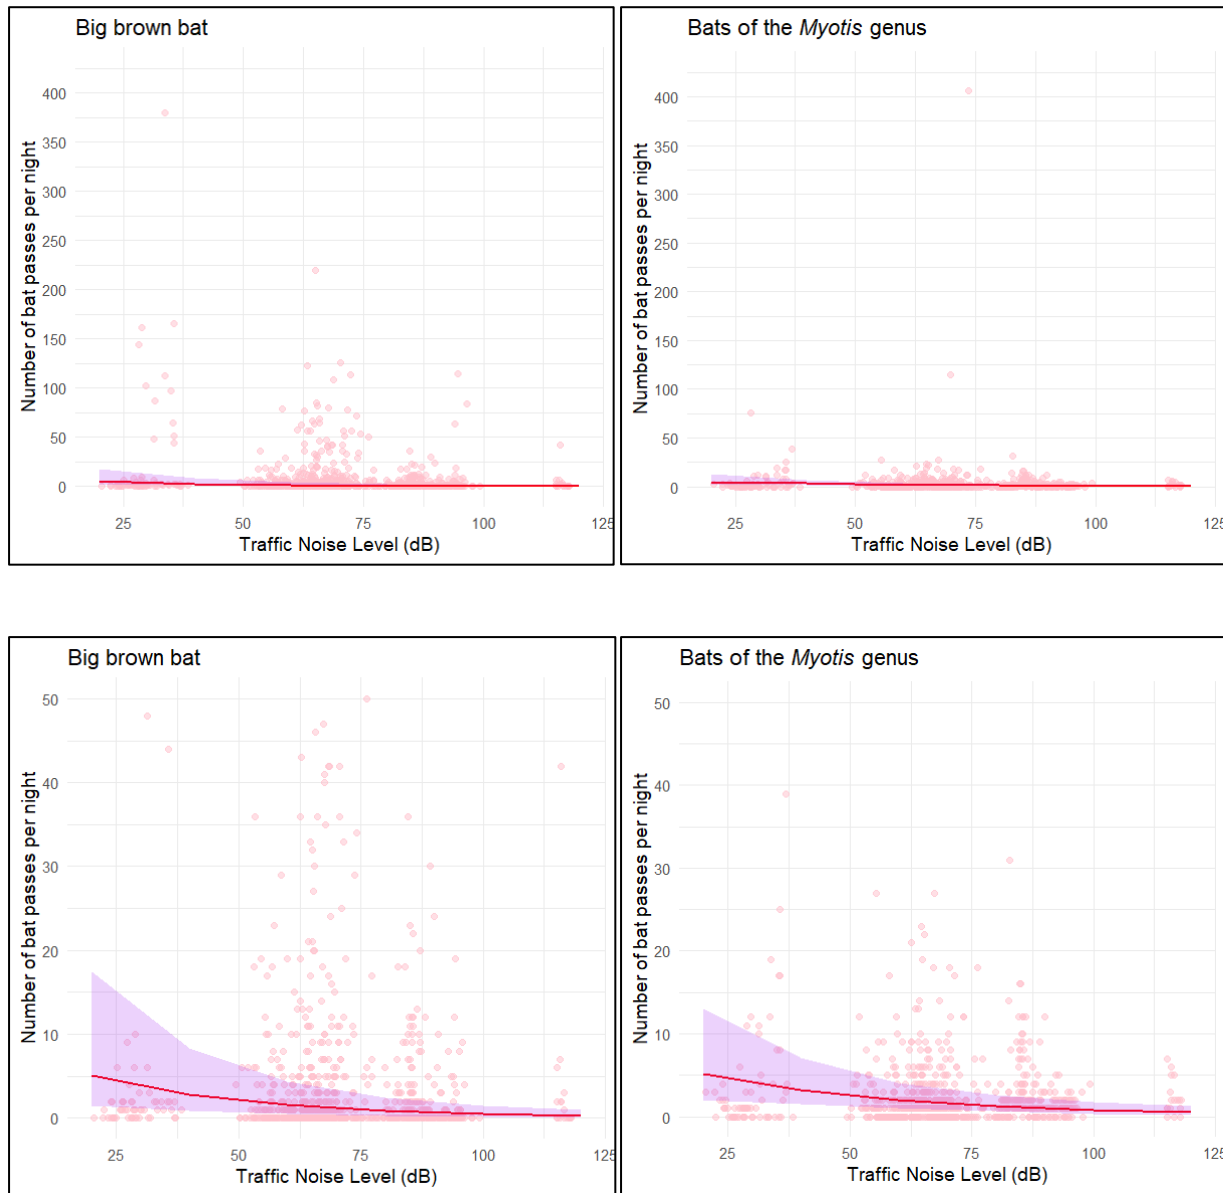 Big brown bat
Number of bat passes per night
400
350
300
250
200
150
100
50
0
25 50 75 100 125
Traffic Noise Level (dB)
Bats of the Myotis genus
Number of bat passes per night
400
350
300
250
200
150
100
50
0
25 50 75 100 125
Traffic Noise Level (dB)
Big brown bat
Number of bat passes per night
50
40
30
20
10
0
25 50 75 100 125
Traffic Noise Level (dB)
Bats of the Myotis genus
Number of bat passes per night
50
40
30
20
10
0
25 50 75 100 125
Traffic Noise Level (dB)